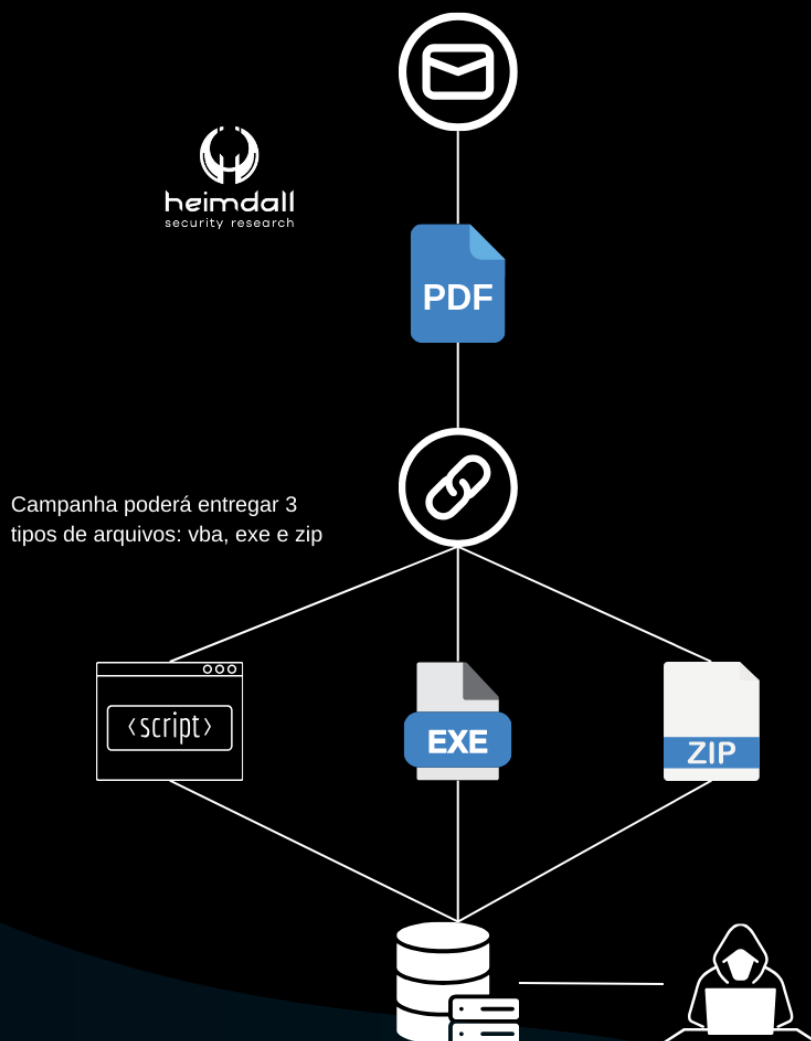 heimdall
security research
PDF
Campanha poderá entregar 3
tipos de arquivos: vba, exe e zip
<script>
EXE
ZIP